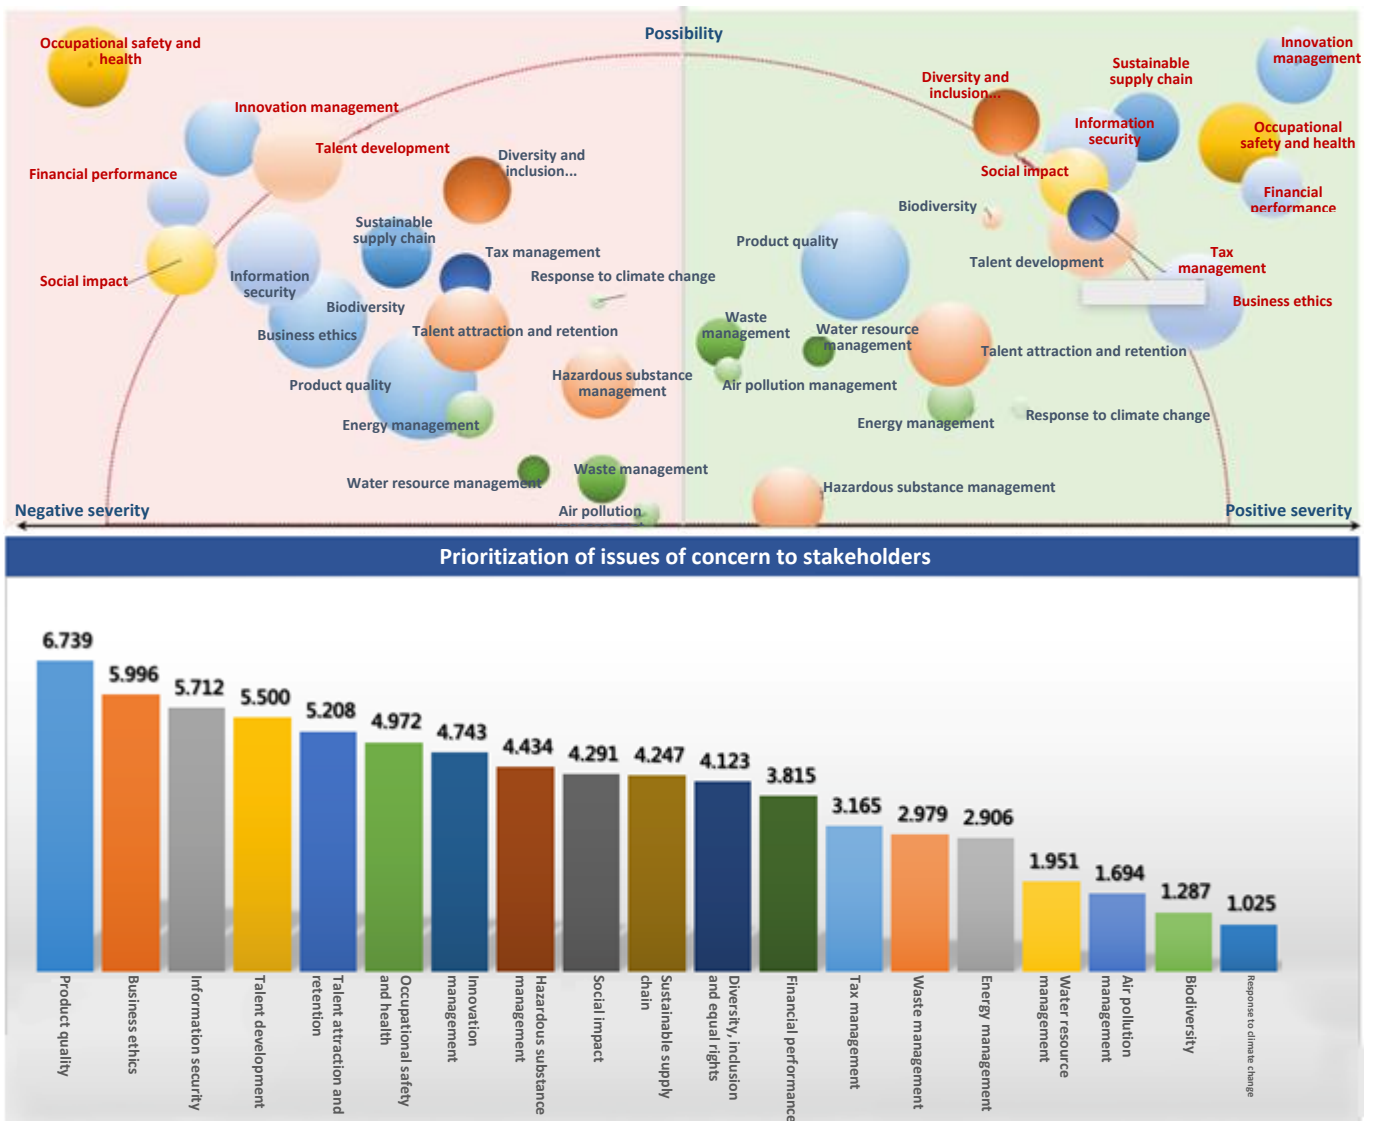 Possibility
Occupational safety and
health
Innovation management
Talent development
Financial performance
Diversity and
inclusion...
Sustainable
supply chain
Tax management
Response to climate change
Social impact
Information
security
Biodiversity
Business ethics
Talent attraction and retention
Product quality
Hazardous substance
management
Energy management
Water resource management
Waste management
Air pollution
Negative severity
Innovation
management
Sustainable
supply chain
Diversity and
inclusion...
Information
security
Occupational
safety and health
Social impact
Financial
performance
Biodiversity
Product quality
Talent development
Tax
management
Business ethics
Waste
management
Water resource
management
Talent attraction and retention
Air pollution management
Energy management
Response to climate change
Hazardous substance management
Positive severity
Prioritization of issues of concern to stakeholders
6.739
5.996
5.712
5.500
5.208
4.972
4.743
4.434
4.291
4.247
4.123
3.815
3.165
2.979
2.906
1.951
1.694
1.287
1.025
Product quality
Business ethics
Information security
Talent development
Talent attraction and
retention
Occupational safety
and health
Innovation
management
Hazardous substance
management
Social impact
Sustainable supply
chain
Diversity, inclusion
and equal rights
Financial performance
Tax management
Waste management
Energy management
Water resource
management
Air pollution
management
Biodiversity
Response to climate change